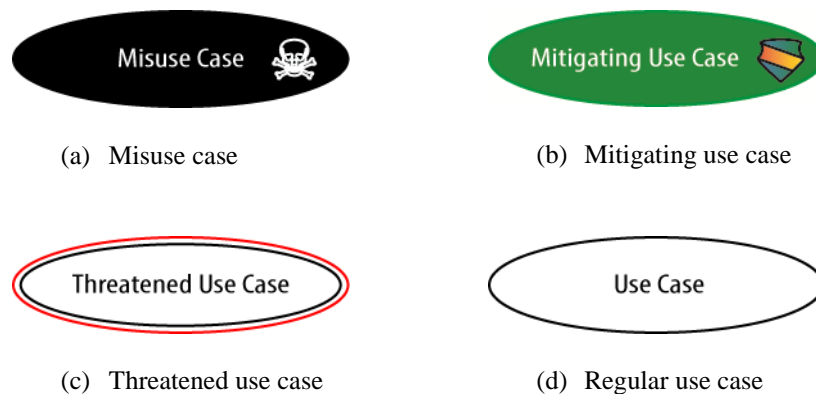 Misuse Case
Mitigating Use Case
(a) Misuse case
(b) Mitigating use case
Threatened Use Case
Use Case
(c) Threatened use case
(d) Regular use case